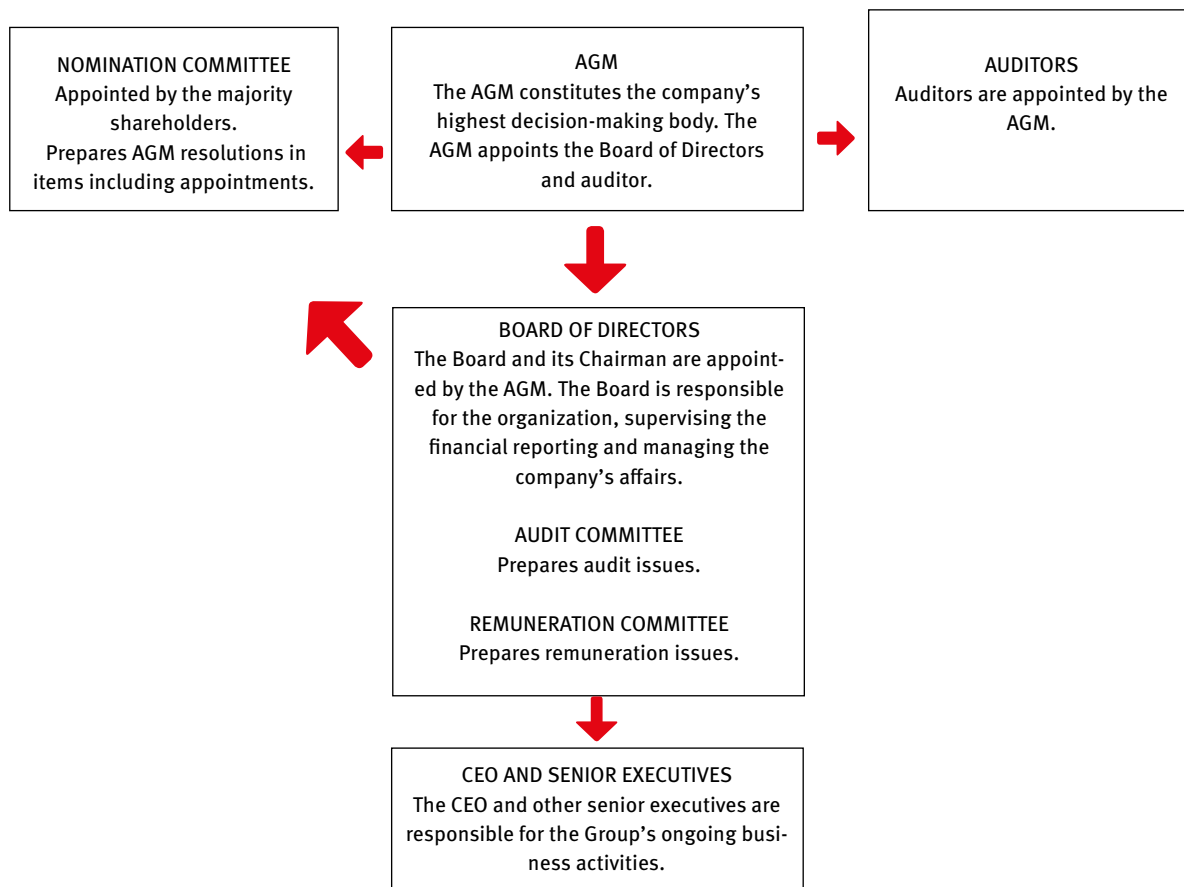 NOMINATION COMMITTEE
Appointed by the majority
shareholders.
Prepares AGM resolutions in
items including appointments.
AGM
The AGM constitutes the company’s
highest decision-making body. The
AGM appoints the Board of Directors
and auditor.
AUDITORS
Auditors are appointed by the
AGM.
BOARD OF DIRECTORS
The Board and its Chairman are appoint-
ed by the AGM. The Board is responsible
for the organization, supervising the
financial reporting and managing the
company’s affairs.
AUDIT COMMITTEE
Prepares audit issues.
REMUNERATION COMMITTEE
Prepares remuneration issues.
CEO AND SENIOR EXECUTIVES
The CEO and other senior executives are
responsible for the Group’s ongoing busi-
ness activities.